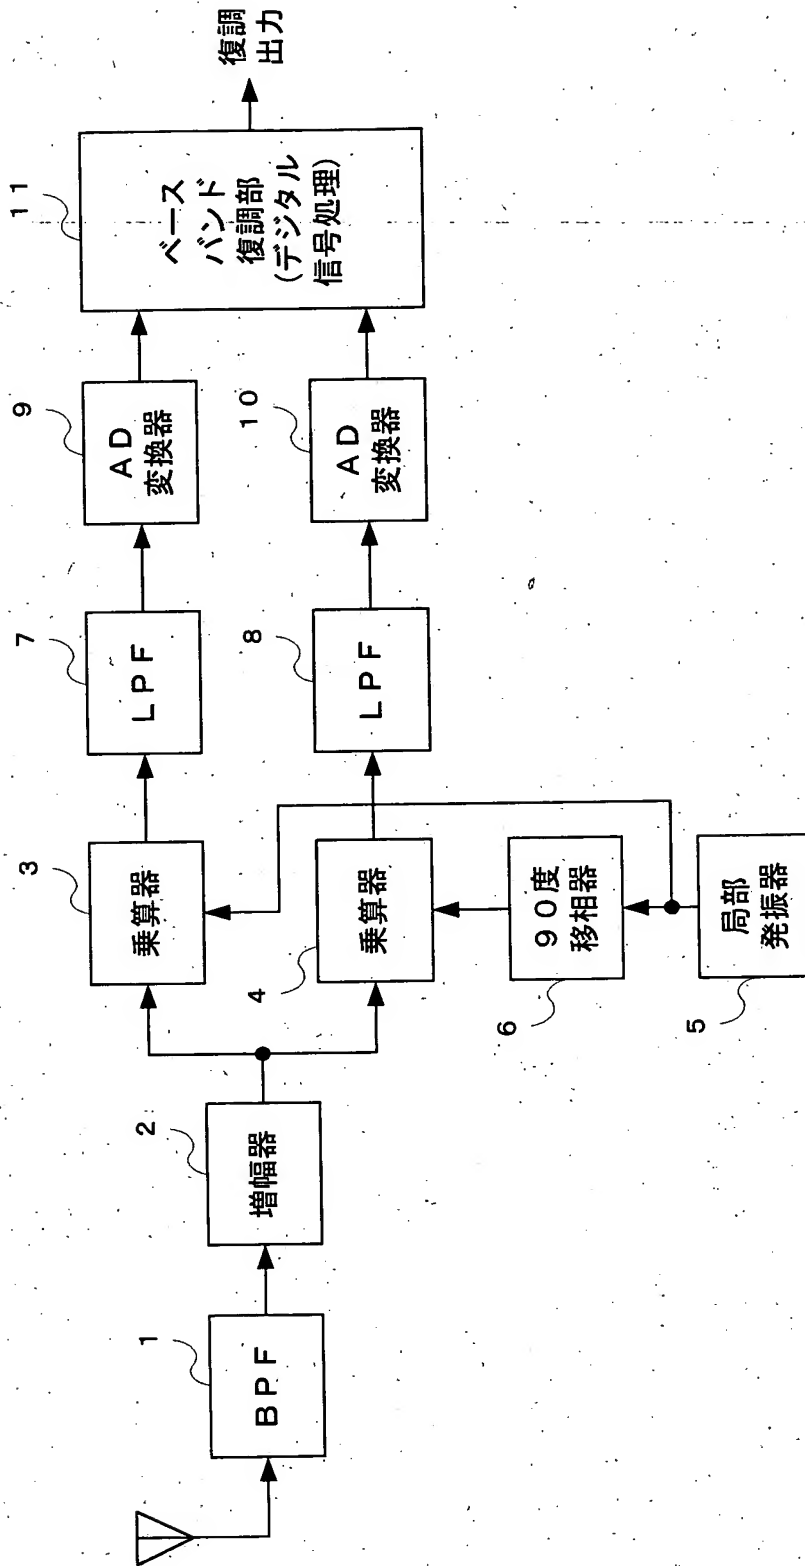 1
BPF
2
増幅器
3
乗算器
4
乗算器
5
局部
発振器
6
90度
移相器
7
LPF
8
LPF
9
AD
変換器
10
AD
変換器
11
ベース
バンド
復調部
(デジタル
信号処理)
復調
出力